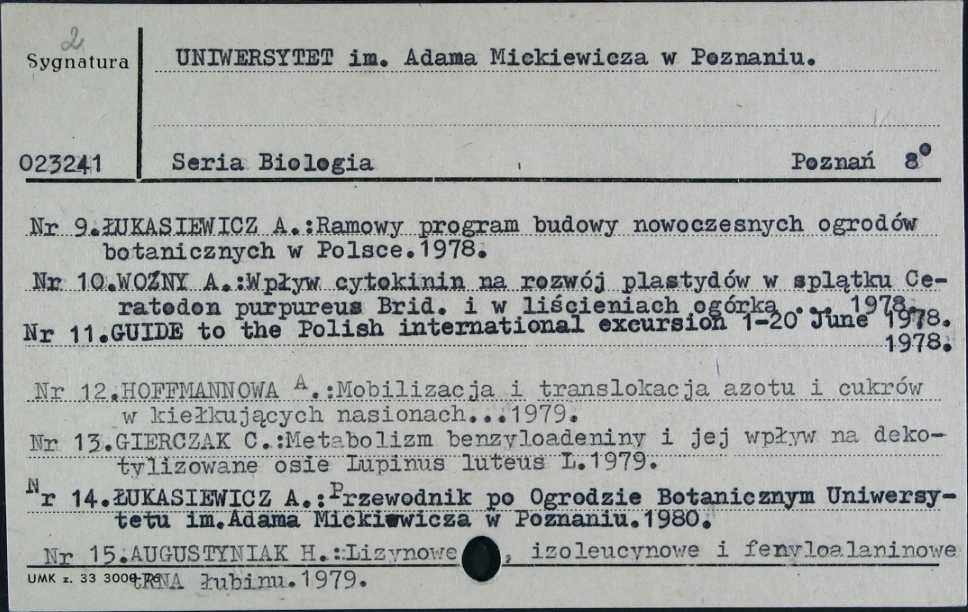 2
Sygnatura
UNIWERSYTET im. Adama Mickiewicza w Poznaniu.
023241
Seria Biologia
Poznań 8°
Nr 9.ŁUKASIEWICZ A.:Ramowy program budowy nowoczesnych ogrodów
botanicznych w Polsce.1978.
Nr 10.WOŹNY A.:Wpływ cytokinin na rozwój plastydów w splątku Ce-
ratodon purpureus Brid. i w liścieniach ogórka ... 1978.
Nr 11.GUIDE to the Polish international excursion 1-20 June 1978.
1978.
Nr 12.HOFFMANNOWA A.:Mobilizacja i translokacja azotu i cukrów
w kiełkujących nasionach...1979.
Nr 13.GIERCZAK C.:Metabolizm benzyloadeniny i jej wpływ na deko-
tylizowane osie Lupinus luteus L.1979.
Nr 14.ŁUKASIEWICZ A.:Przewodnik po Ogrodzie Botanicznym Uniwersy-
tetu im.Adama Mickiewicza w Poznaniu.1980.
Nr 15.AUGUSTYNIAK H.:Lizynowe , izoleucynowe i fenyloalaninowe
tRNA łubinu.1979.
UMK z. 33 3000-76